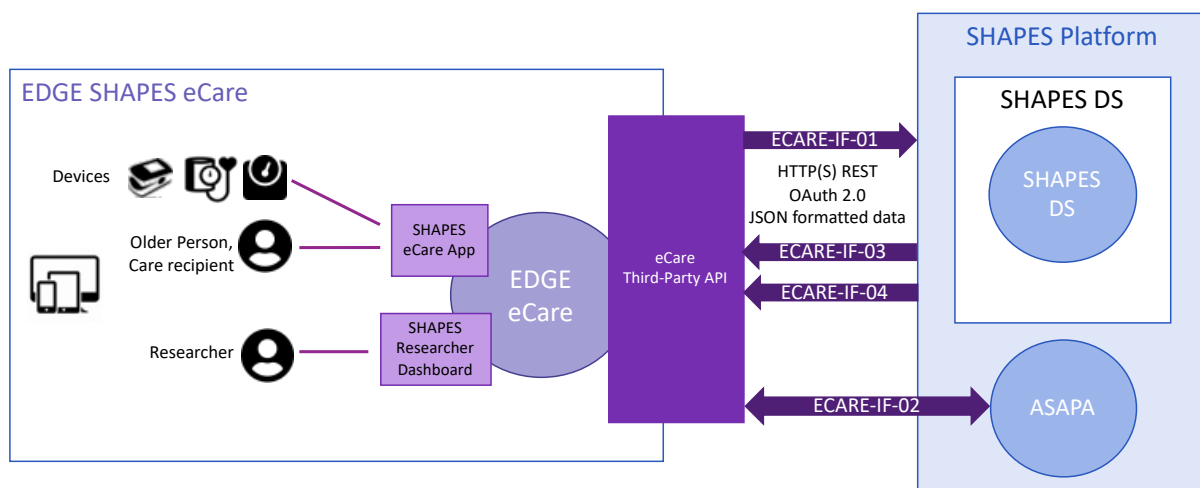 SHAPES Platform
EDGE SHAPES eCare
SHAPES DS
Devices
Older Person,
Care recipient
Researcher
SHAPES
eCare App
SHAPES
Researcher
Dashboard
EDGE
eCare
eCare
Third-Party API
ECARE-IF-01
HTTP(S) REST
OAuth 2.0
JSON formatted data
ECARE-IF-03
ECARE-IF-04
ECARE-IF-02
SHAPES
DS
ASAPA